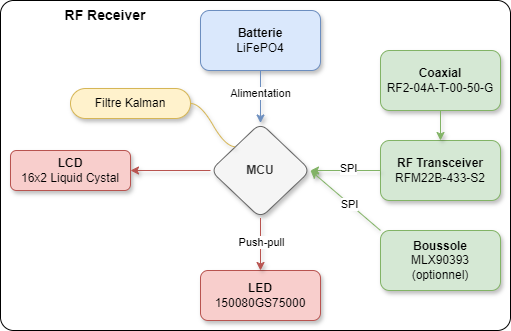 RF Receiver
Batterie
LiFePO4
Coaxial
RF2-04A-T-00-50-G
Alimentation
Filtre Kalman
LCD
16x2 Liquid Cystal
MCU
SPI
RF Transceiver
RFM22B-433-S2
SPI
Push-pull
Boussole
MLX90393
(optionnel)
LED
150080GS75000